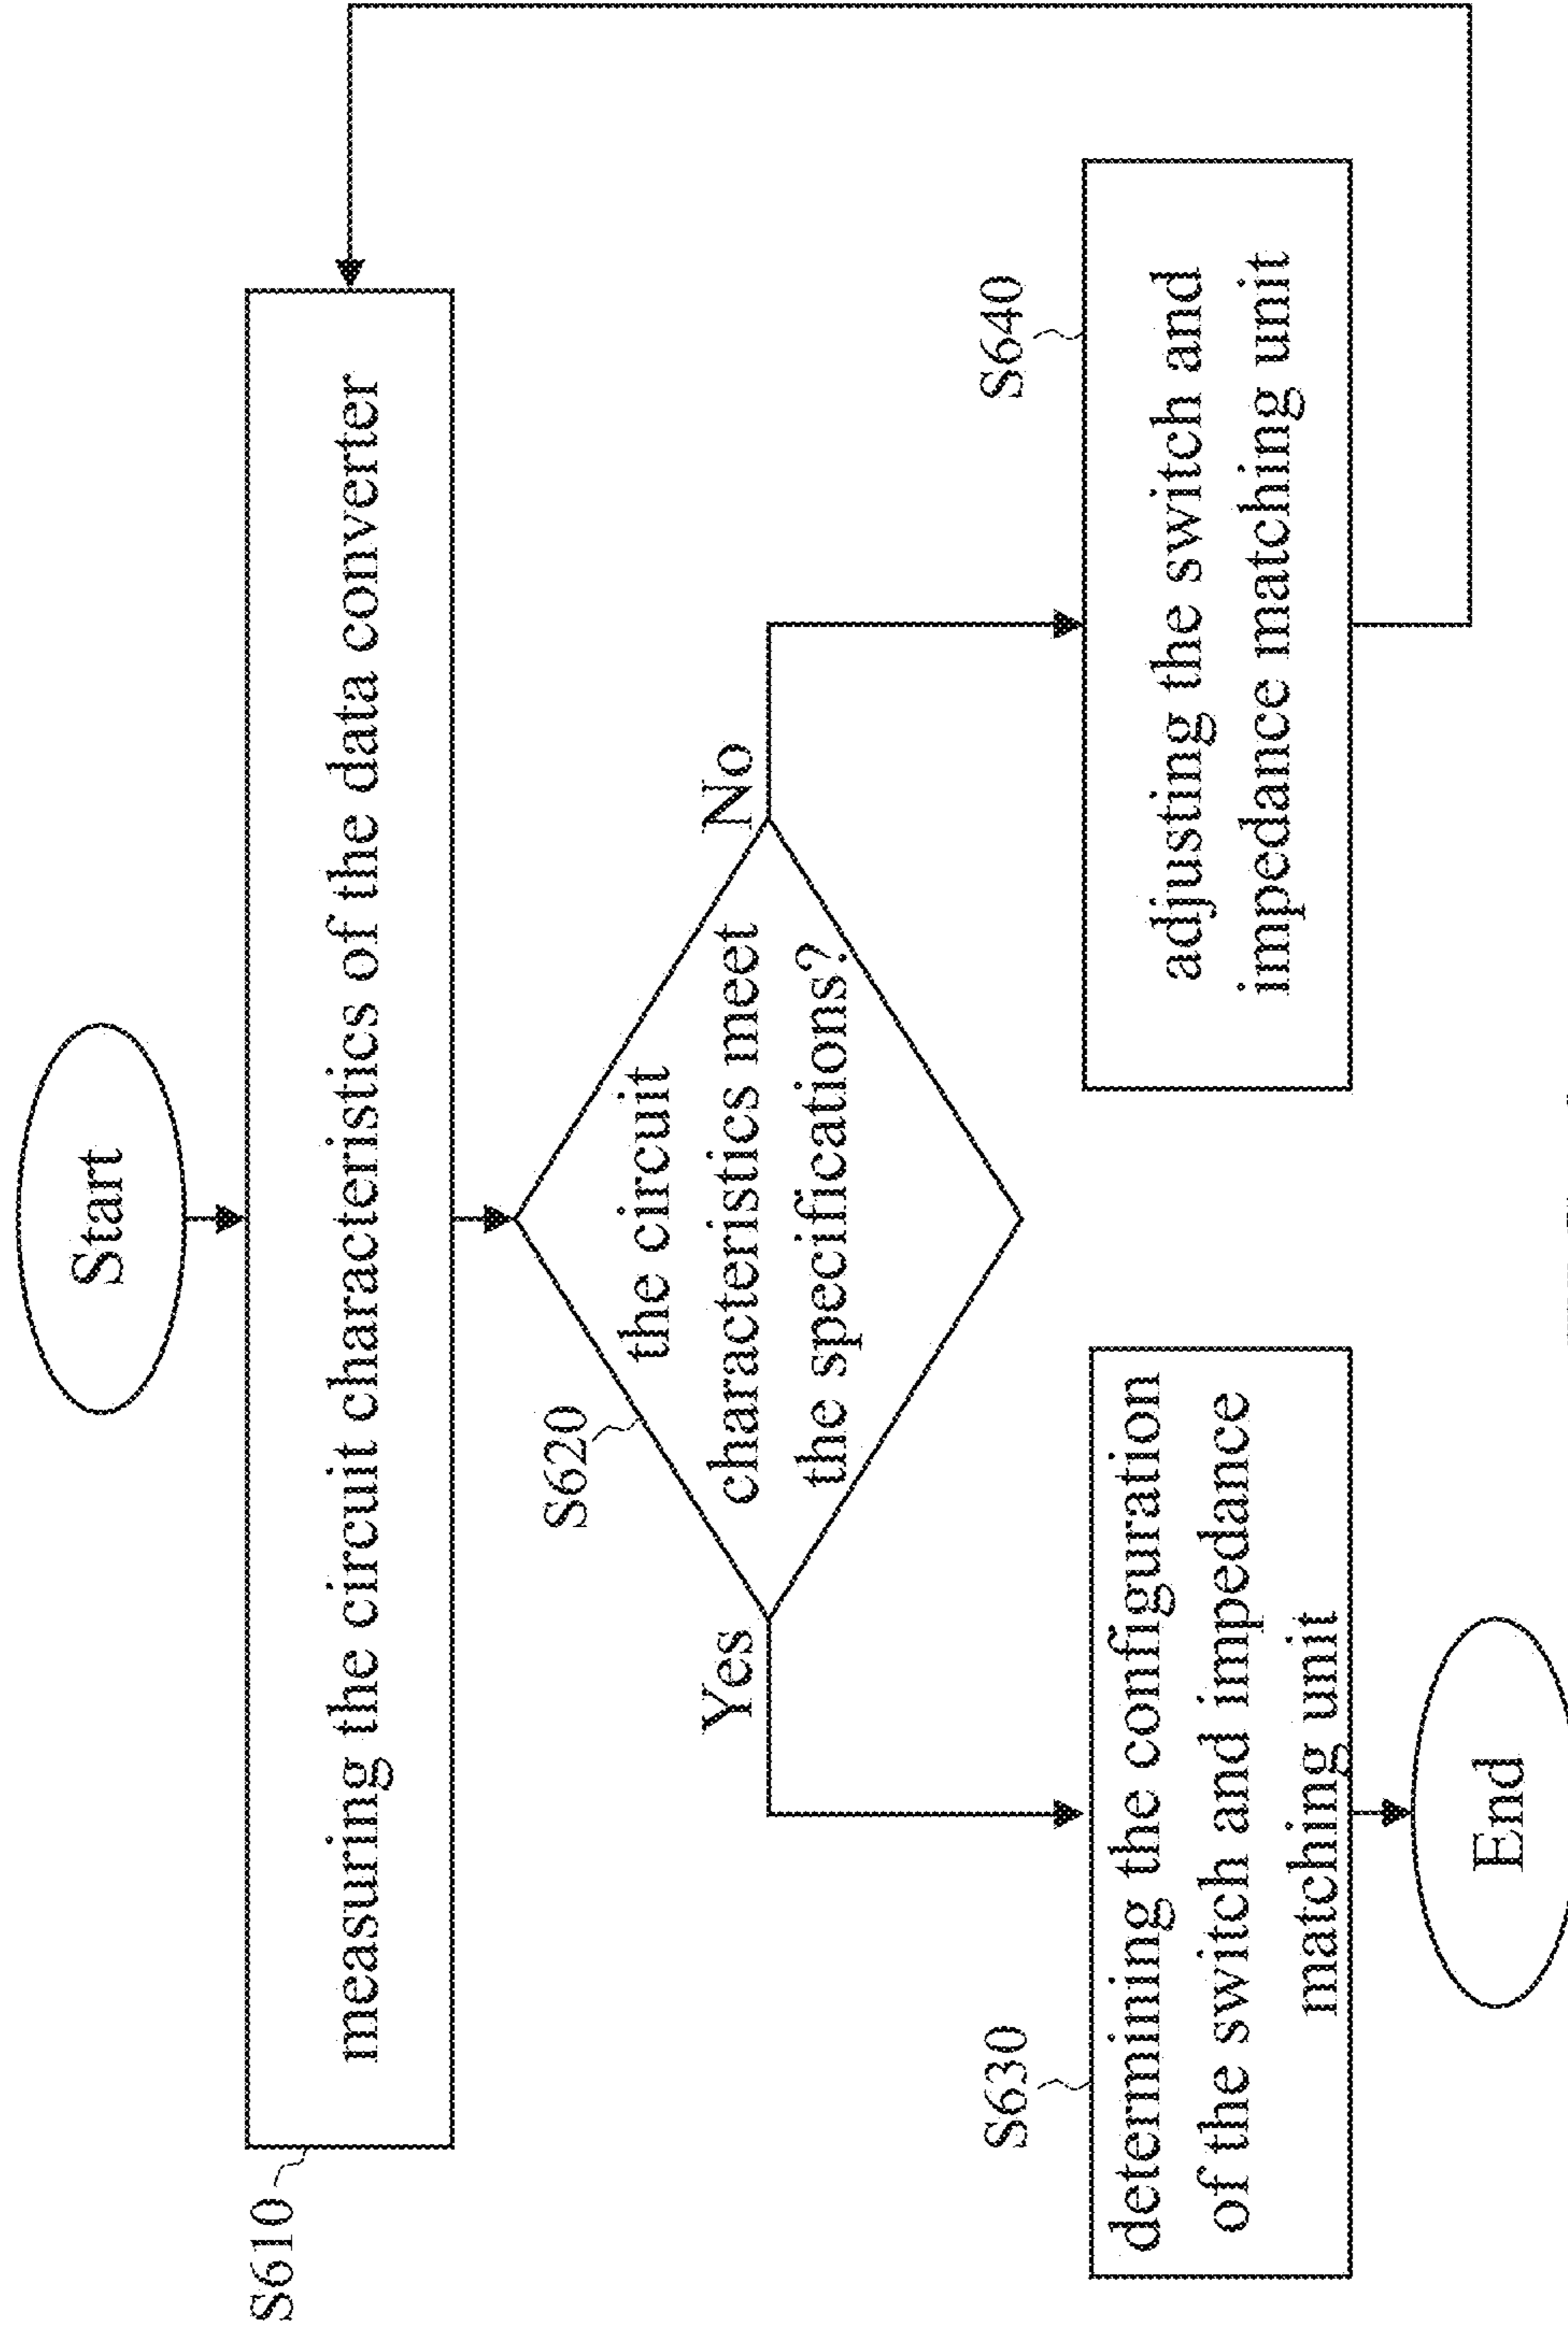 Start
S610
measuring the circuit characteristics of the data converter
S620
the circuit
characteristics meet
the specifications?
Yes
No
S630
determining the configuration
of the switch and impedance
matching unit
S640
adjusting the switch and
impedance matching unit
End